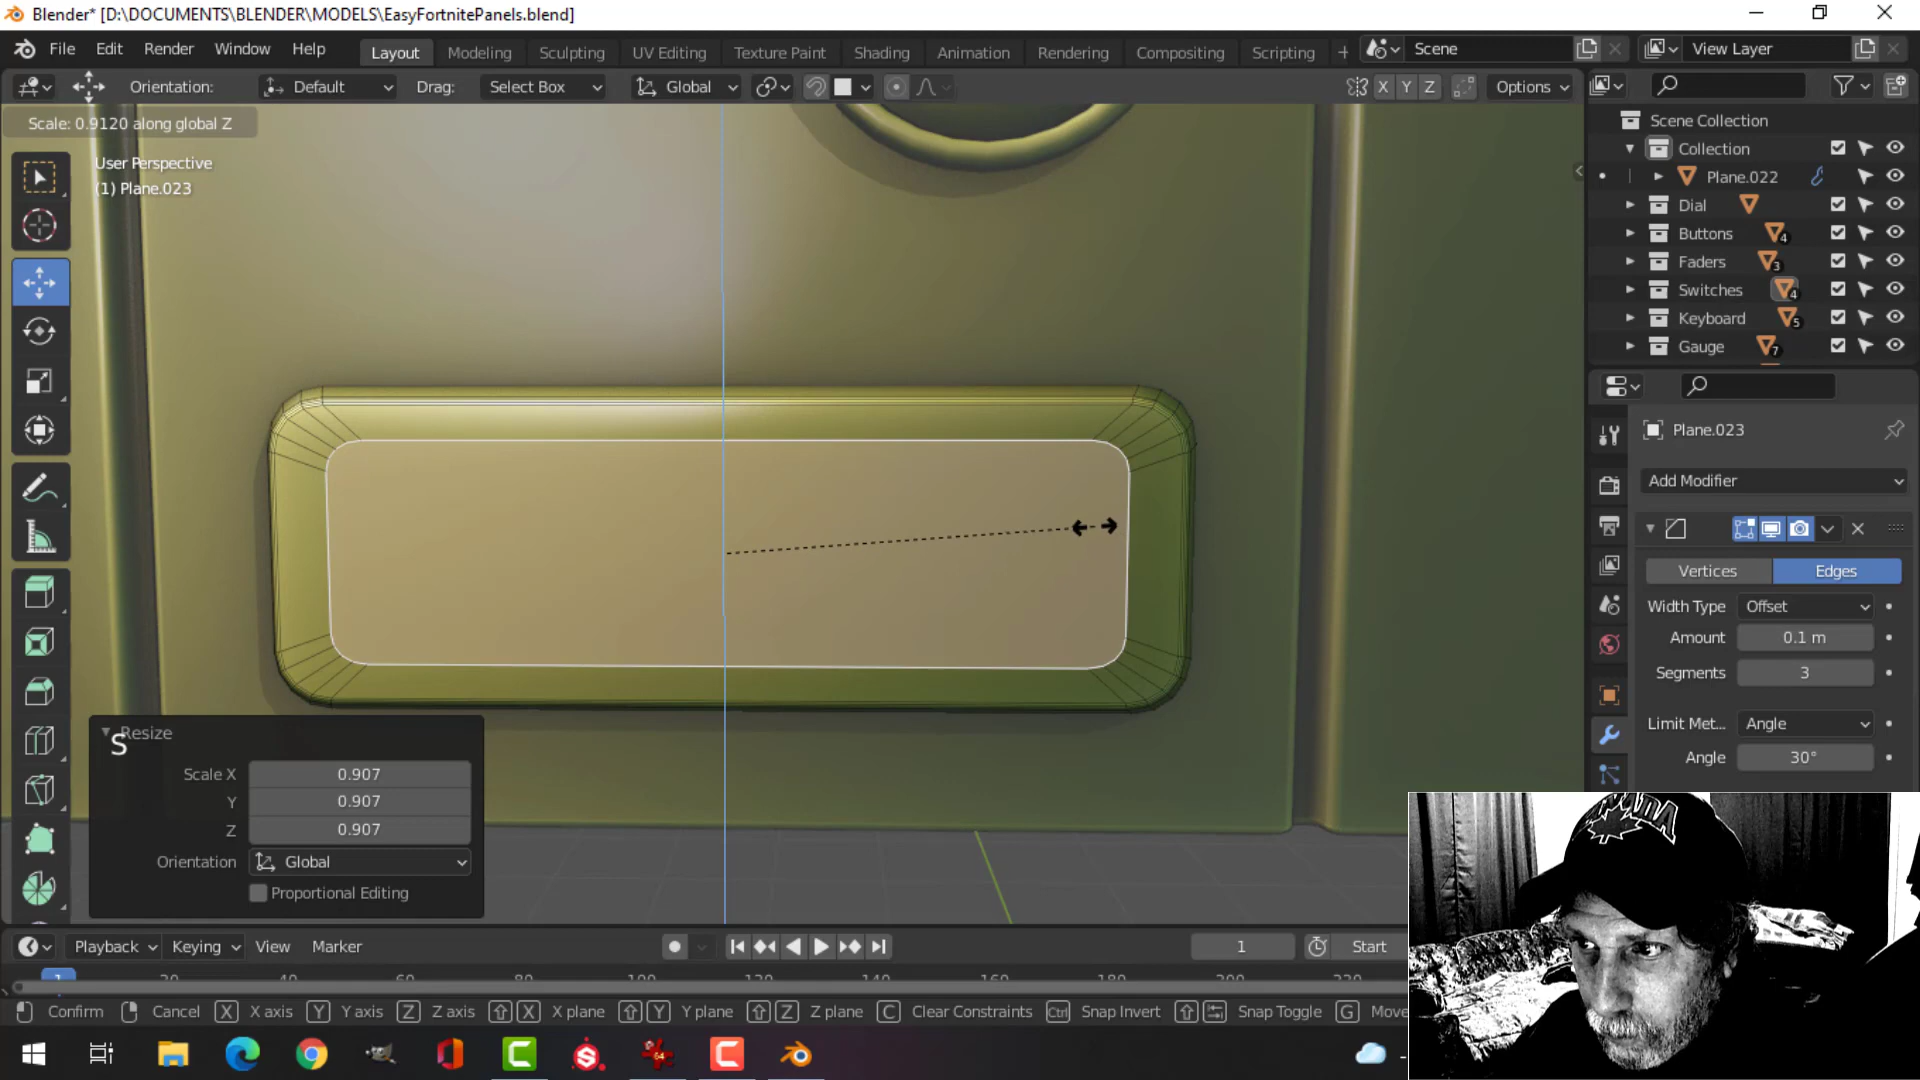 Blender* [D:\DOCUMENTS\BLENDER\MODELS\EasyFortnitePanels.blend]
File Edit Render Window Help Layout Modeling Sculpting UV Editing Texture Paint Shading Animation Rendering Compositing Scripting + Scene View Layer
Orientation: Default Drag: Select Box Global X Y Z Options
Scale: 0.9120 along global Z
User Perspective
(1) Plane.023
Scene Collection
Collection
Plane.022
Dial
Buttons 4
Faders 3
Switches 4
Keyboard 5
Gauge 7
Plane.023
Add Modifier
Vertices Edges
Width Type Offset
Amount 0.1 m
Segments 3
Limit Met... Angle
Angle 30°
Resize
S
Scale X 0.907
Y 0.907
Z 0.907
Orientation Global
Proportional Editing
Playback Keying View Marker 1 Start
Confirm Cancel X X axis Y Y axis Z Z axis X X plane Y Y plane Z Z plane C Clear Constraints Ctrl Snap Invert Snap Toggle G Move